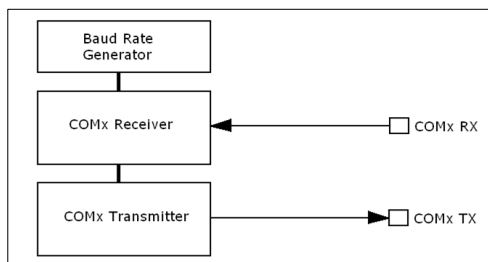 Baud Rate
Generator
COMx Receiver
COMx RX
COMx Transmitter
COMx TX